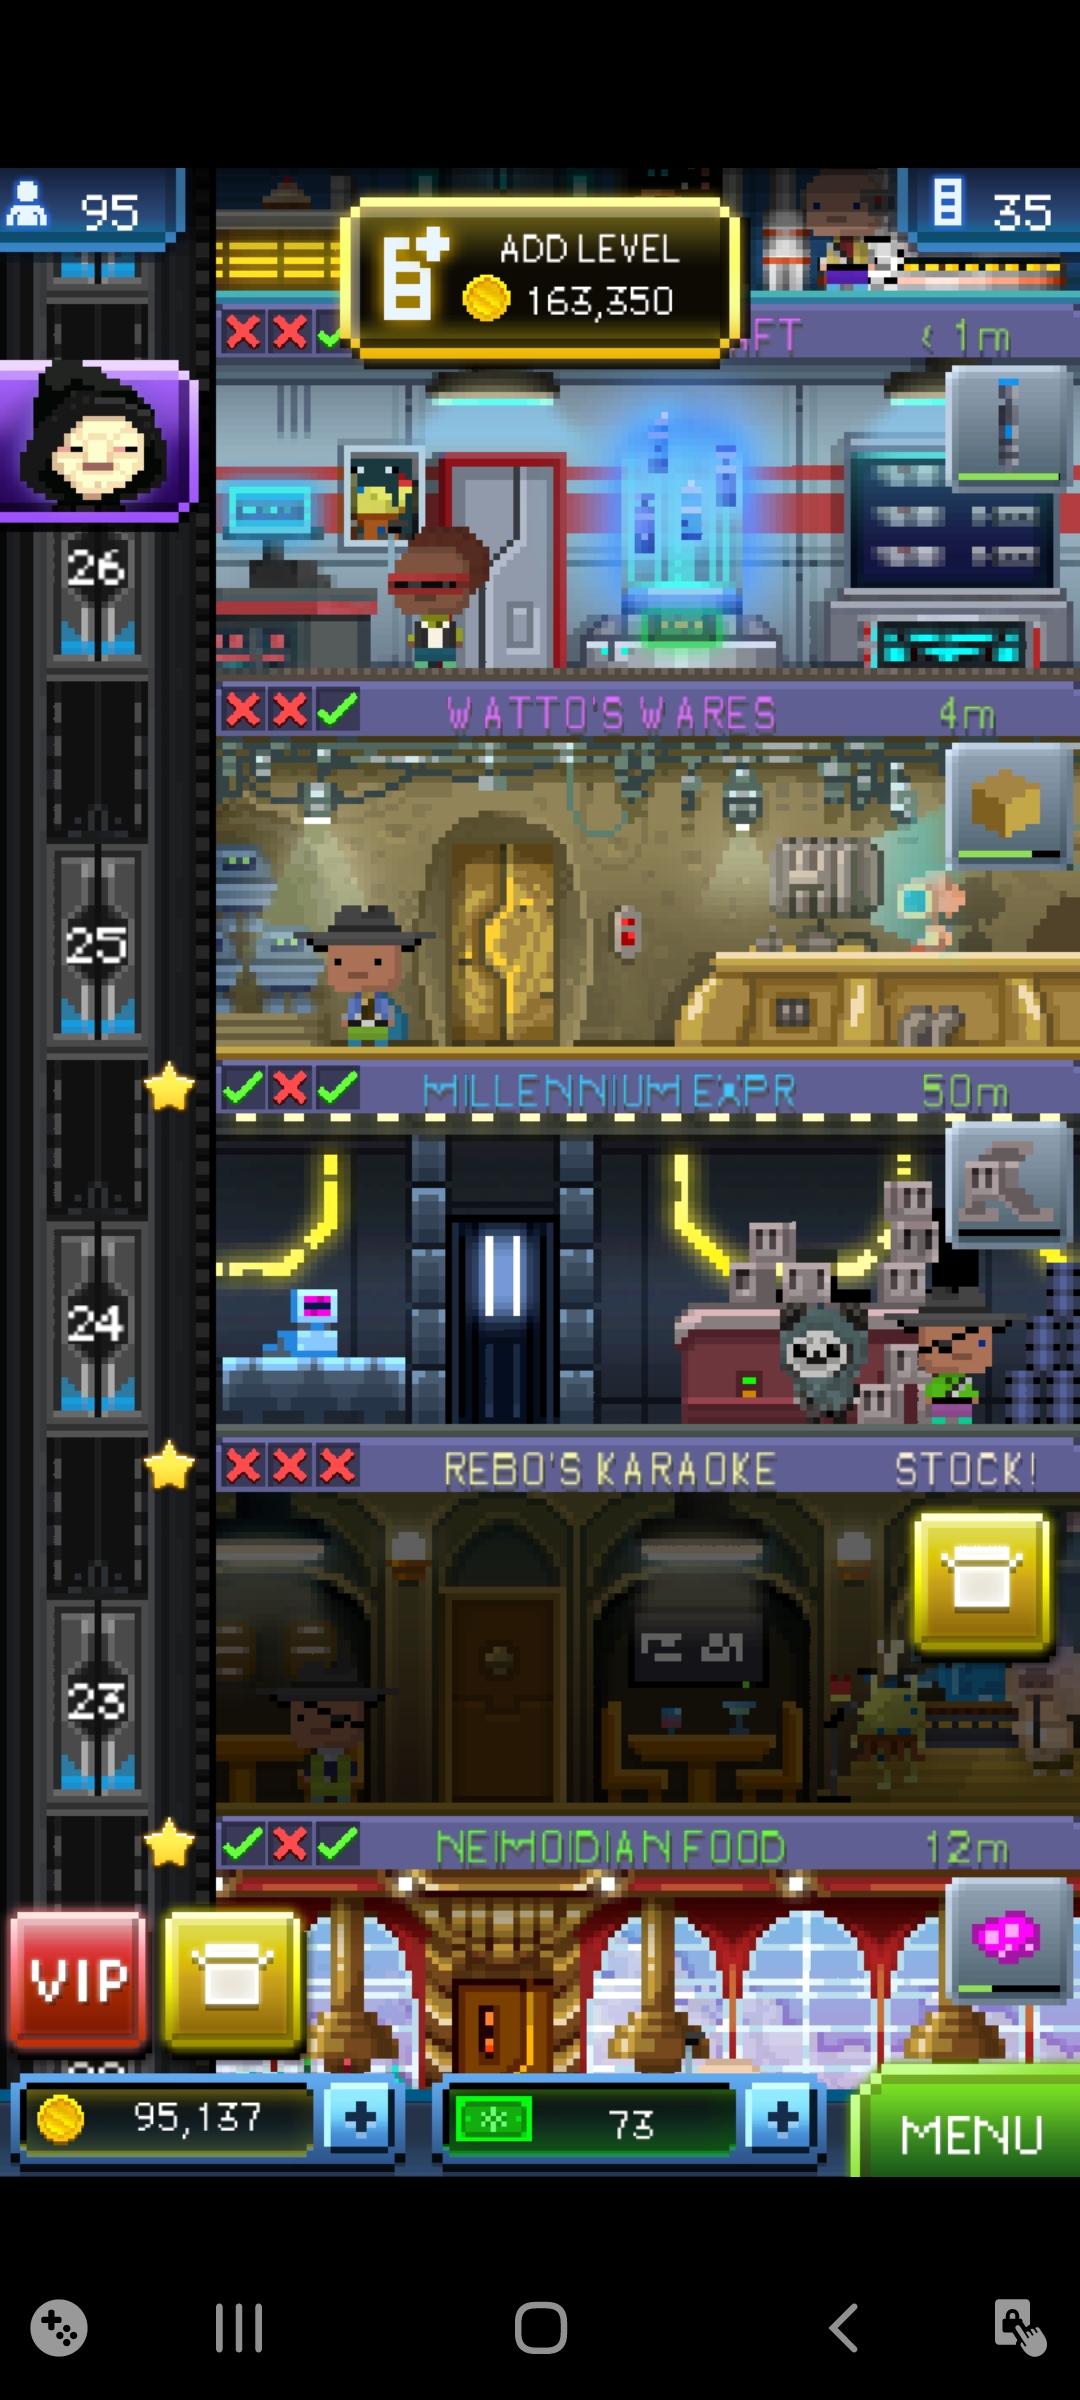 95
ADD LEVEL
163,350
35
FT < 1m
26
WATTO'S WARES 4m
25
MILLENNIUM EXPR 50m
24
REBO'S KARAOKE STOCK!
23
NEIMOIDIAN FOOD 12m
VIP
95,137
73
MENU